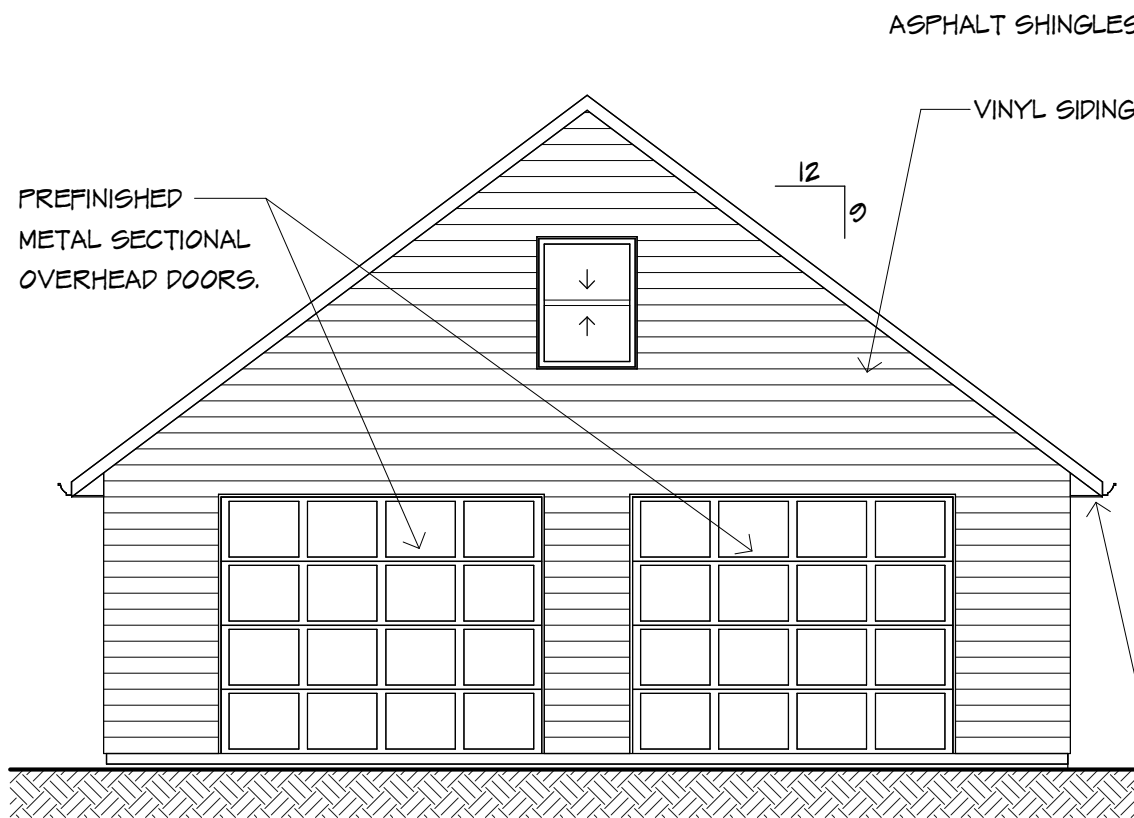 ASPHALT SHINGLES
VINYL SIDING
12
9
PREFINISHED
METAL SECTIONAL
OVERHEAD DOORS.